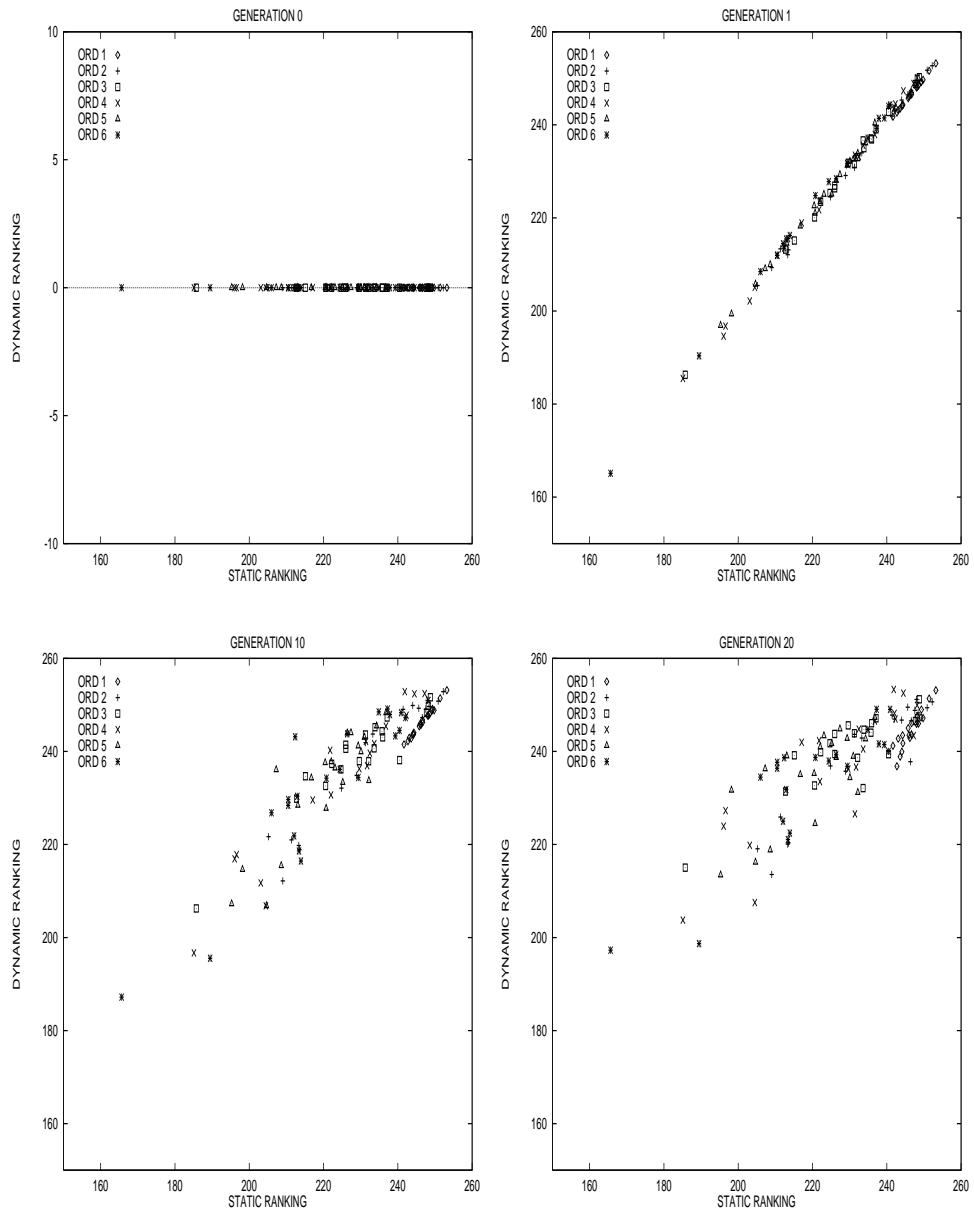 GENERATION 0
10
5
0
-5
-10
DYNAMIC RANKING
ORD 1
ORD 2
ORD 3
ORD 4
ORD 5
ORD 6
160 180 200 220 240 260
STATIC RANKING
GENERATION 1
260
240
220
200
180
160
DYNAMIC RANKING
ORD 1
ORD 2
ORD 3
ORD 4
ORD 5
ORD 6
160 180 200 220 240 260
STATIC RANKING
GENERATION 10
260
240
220
200
180
160
DYNAMIC RANKING
ORD 1
ORD 2
ORD 3
ORD 4
ORD 5
ORD 6
160 180 200 220 240 260
STATIC RANKING
GENERATION 20
260
240
220
200
180
160
DYNAMIC RANKING
ORD 1
ORD 2
ORD 3
ORD 4
ORD 5
ORD 6
160 180 200 220 240 260
STATIC RANKING